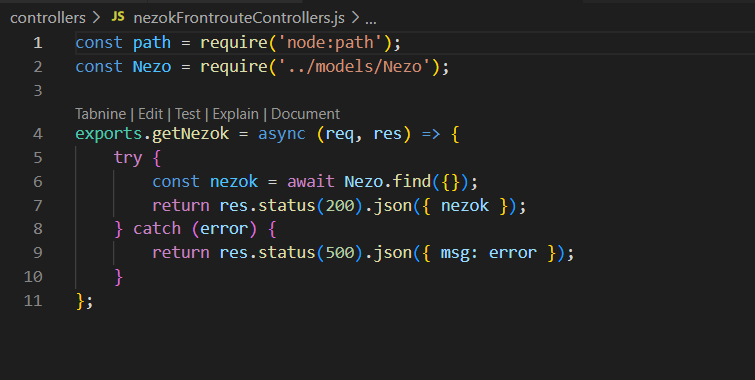 controllers > JS nezokFrontrouteControllers.js > ...
1 const path = require('node:path');
2 const Nezo = require('../models/Nezo');
3
Tabnine | Edit | Test | Explain | Document
4 exports.getNezok = async (req, res) => {
5     try {
6         const nezok = await Nezo.find({});
7         return res.status(200).json({ nezok });
8     } catch (error) {
9         return res.status(500).json({ msg: error });
10     }
11 };